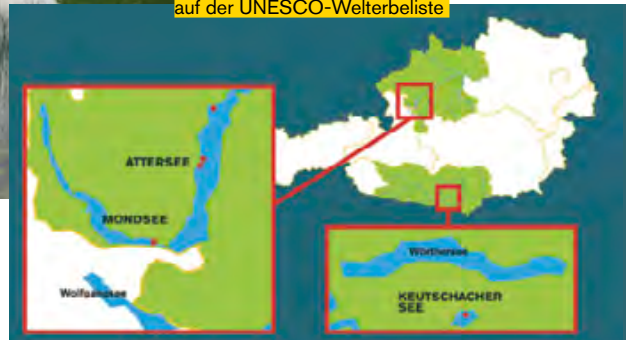 auf der UNESCO-Welterbeliste
ATTERSEE
MONDSEE
Wolfgangsee
Wörthersee
KEUTSCHACHER
SEE